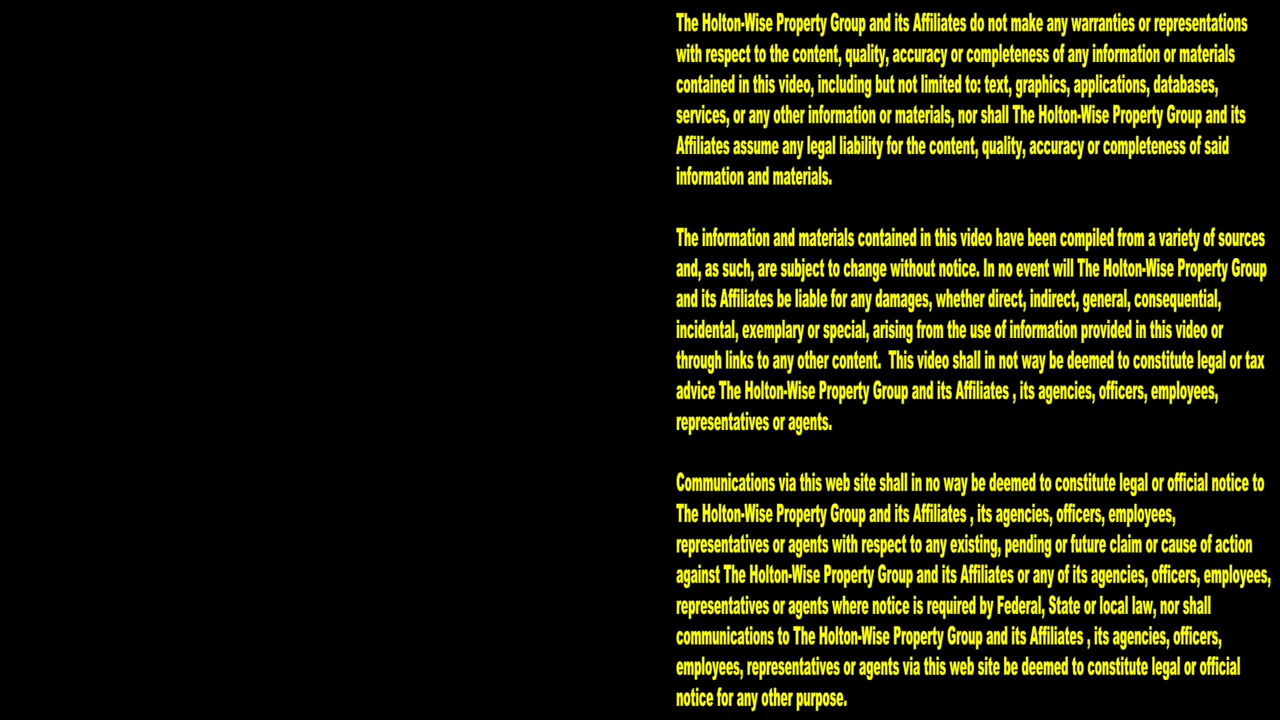 The Holton-Wise Property Group and its Affiliates do not make any warranties or representations
with respect to the content, quality, accuracy or completeness of any information or materials
contained in this video, including but not limited to: text, graphics, applications, databases,
services, or any other information or materials, nor shall The Holton-Wise Property Group and its
Affiliates assume any legal liability for the content, quality, accuracy or completeness of said
information and materials.
The information and materials contained in this video have been compiled from a variety of sources
and, as such, are subject to change without notice. In no event will The Holton-Wise Property Group
and its Affiliates be liable for any damages, whether direct, indirect, general, consequential,
incidental, exemplary or special, arising from the use of information provided in this video or
through links to any other content.  This video shall in not way be deemed to constitute legal or tax
advice The Holton-Wise Property Group and its Affiliates , its agencies, officers, employees,
representatives or agents.
Communications via this web site shall in no way be deemed to constitute legal or official notice to
The Holton-Wise Property Group and its Affiliates , its agencies, officers, employees,
representatives or agents with respect to any existing, pending or future claim or cause of action
against The Holton-Wise Property Group and its Affiliates or any of its agencies, officers, employees,
representatives or agents where notice is required by Federal, State or local law, nor shall
communications to The Holton-Wise Property Group and its Affiliates , its agencies, officers,
employees, representatives or agents via this web site be deemed to constitute legal or official
notice for any other purpose.